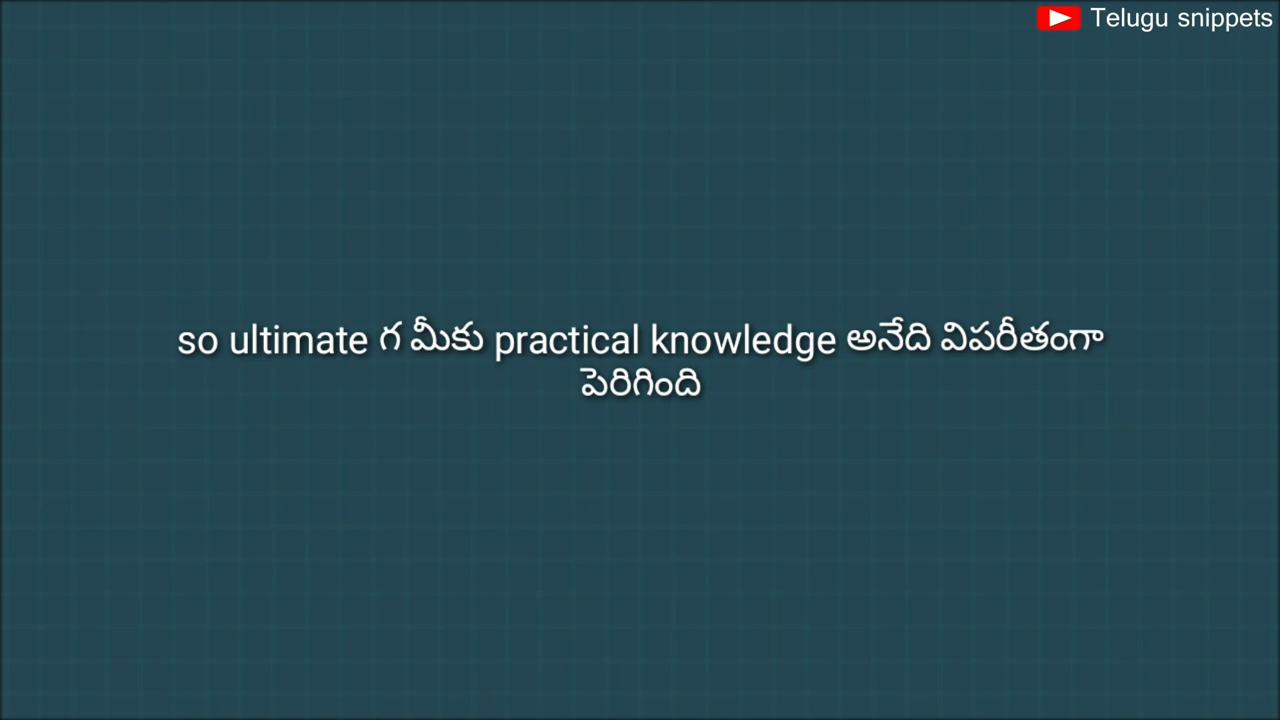 Telugu snippets
so ultimate గ మీకు practical knowledge అనేది విపరీతంగా
పెరిగింది